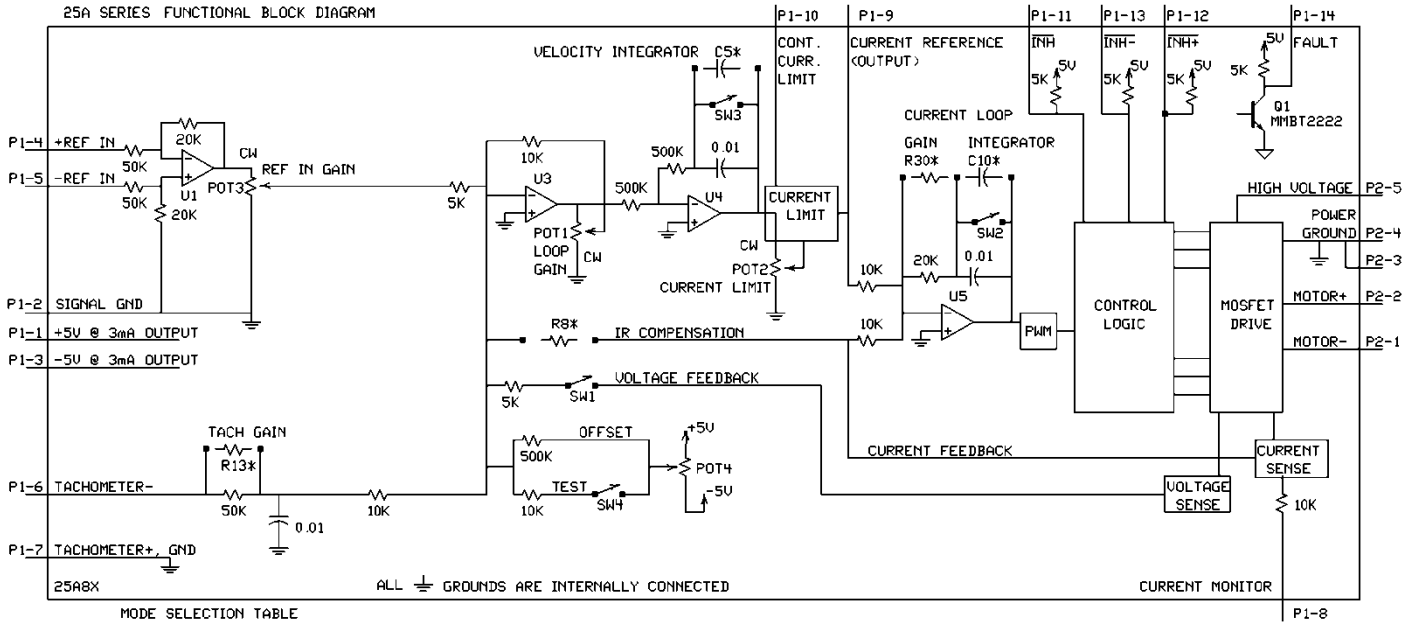 25A SERIES FUNCTIONAL BLOCK DIAGRAM
P1-10
P1-9
P1-11
P1-13
P1-12
P1-14
CONT.
CURR.
LIMIT
CURRENT REFERENCE
(OUTPUT)
INH
INH-
INH+
FAULT
5V
5K
5V
5K
5V
5K
5V
5K
Q1
MMBT2222
VELOCITY INTEGRATOR
C5*
SW3
0.01
500K
CURRENT LOOP
GAIN
INTEGRATOR
R30*
C10*
SW2
20K
0.01
P1-4
+REF IN
50K
20K
CW
REF IN GAIN
P1-5
-REF IN
50K
U1
POT3
20K
5K
10K
U3
500K
U4
CURRENT
LIMIT
POT1
LOOP
GAIN
CW
CW
POT2
CURRENT LIMIT
10K
U5
HIGH VOLTAGE
P2-5
POWER
GROUND
P2-4
P2-3
P1-2
SIGNAL GND
MOTOR+
P2-2
CONTROL
LOGIC
MOSFET
DRIVE
P1-1
+5V @ 3mA OUTPUT
R8*
IR COMPENSATION
10K
PWM
MOTOR-
P2-1
P1-3
-5V @ 3mA OUTPUT
5K
SW1
VOLTAGE FEEDBACK
TACH GAIN
R13*
OFFSET
500K
+5V
POT4
-5V
CURRENT FEEDBACK
CURRENT
SENSE
P1-6
TACHOMETER-
50K
0.01
10K
TEST
10K
SW4
VOLTAGE
SENSE
10K
P1-7
TACHOMETER+, GND
25A8X
ALL
GROUNDS ARE INTERNALLY CONNECTED
CURRENT MONITOR
MODE SELECTION TABLE
P1-8